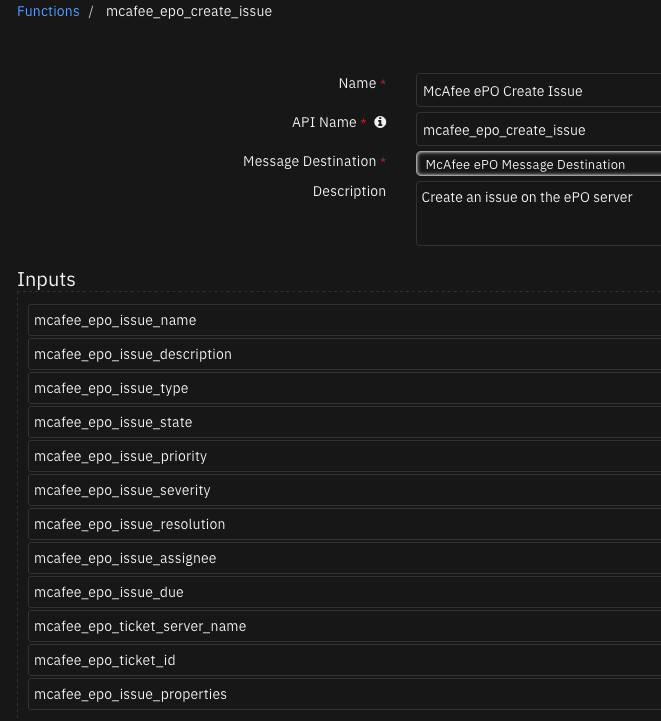 Functions / mcafee_epo_create_issue
Name * McAfee ePO Create Issue
API Name * mcafee_epo_create_issue
Message Destination * McAfee ePO Message Destination
Description Create an issue on the ePO server
Inputs
mcafee_epo_issue_name
mcafee_epo_issue_description
mcafee_epo_issue_type
mcafee_epo_issue_state
mcafee_epo_issue_priority
mcafee_epo_issue_severity
mcafee_epo_issue_resolution
mcafee_epo_issue_assignee
mcafee_epo_issue_due
mcafee_epo_ticket_server_name
mcafee_epo_ticket_id
mcafee_epo_issue_properties